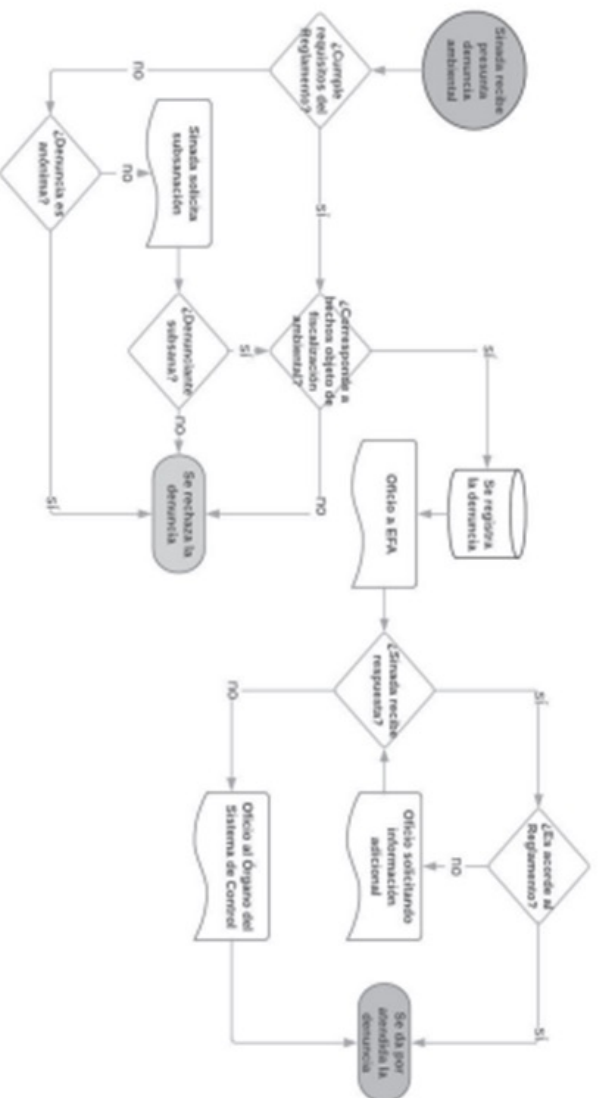 Sinada recibe
presunta
denuncia
ambiental
¿Cumple
requisitos del
Reglamento?
no
sí
¿Denuncia es
anónima?
no
sí
Sinada solicita
subsanación
¿Denunciante
subsana?
sí
no
¿Corresponde a
hechos objeto de
fiscalización
ambiental?
sí
no
Se rechaza la
denuncia
Se registra
la denuncia
Oficio a EFA
¿Sinada recibe
respuesta?
sí
no
¿Es acorde al
Reglamento?
no
sí
Oficio solicitando
información
adicional
Oficio al Órgano del
Sistema de Control
Se da por
atendida la
denuncia